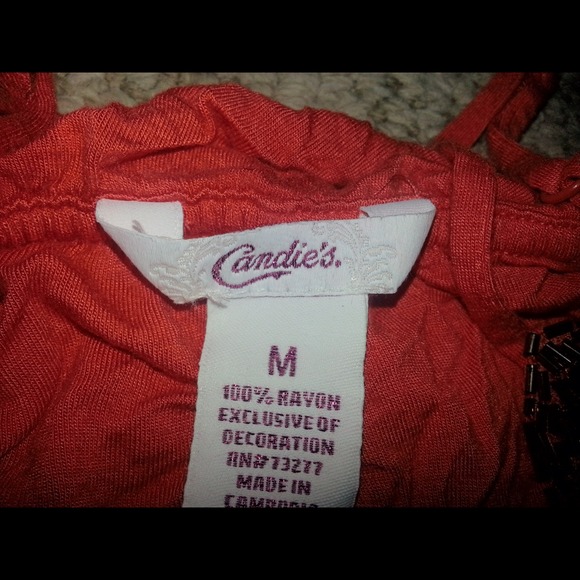 Candie's.
M
100% RAYON
EXCLUSIVE OF
DECORATION
RN#73277
MADE IN